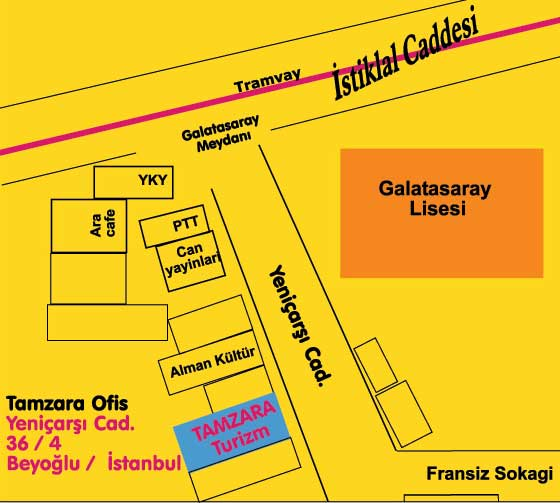 İstiklal Caddesi
Tramvay
Galatasaray
Meydanı
YKY
Galatasaray
Lisesi
Ara
cafe
PTT
Can
yayinlari
Yeniçarşı Cad.
Alman Kültür
TAMZARA
Turizm
Tamzara Ofis
Yeniçarşı Cad.
36 / 4
Beyoğlu / İstanbul
Fransiz Sokagi